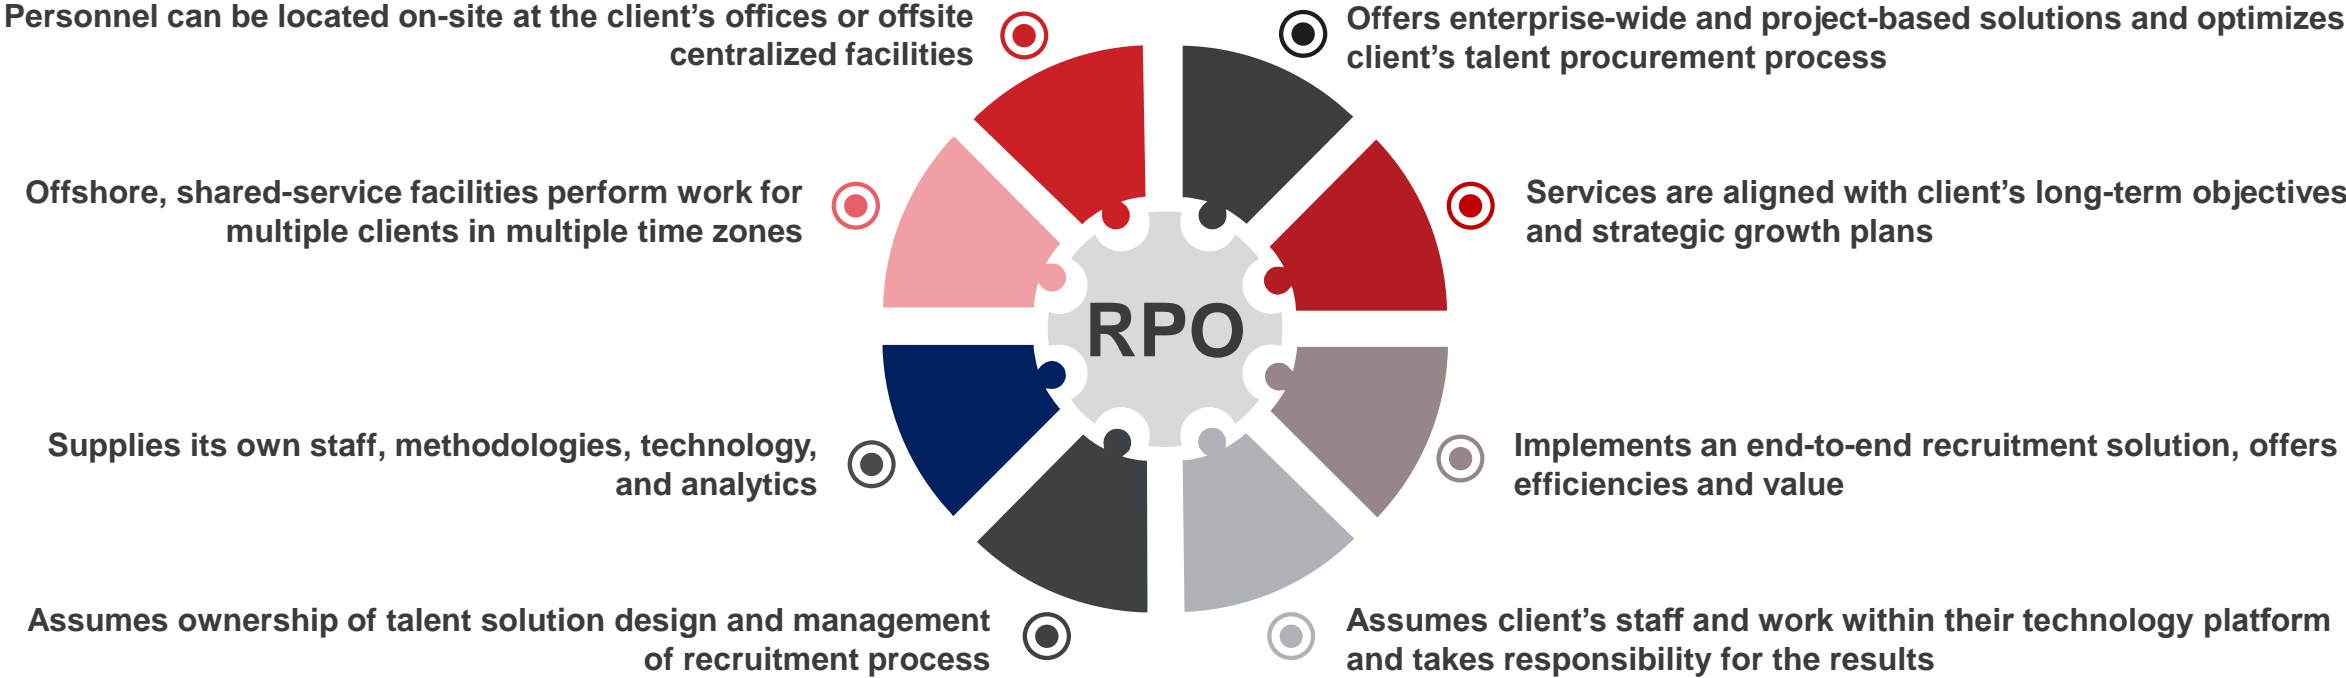 Personnel can be located on-site at the client’s offices or offsite
centralized facilities
Offers enterprise-wide and project-based solutions and optimizes
client’s talent procurement process
Offshore, shared-service facilities perform work for
multiple clients in multiple time zones
Services are aligned with client’s long-term objectives
and strategic growth plans
RPO
Supplies its own staff, methodologies, technology,
and analytics
Implements an end-to-end recruitment solution, offers
efficiencies and value
Assumes ownership of talent solution design and management
of recruitment process
Assumes client’s staff and work within their technology platform
and takes responsibility for the results